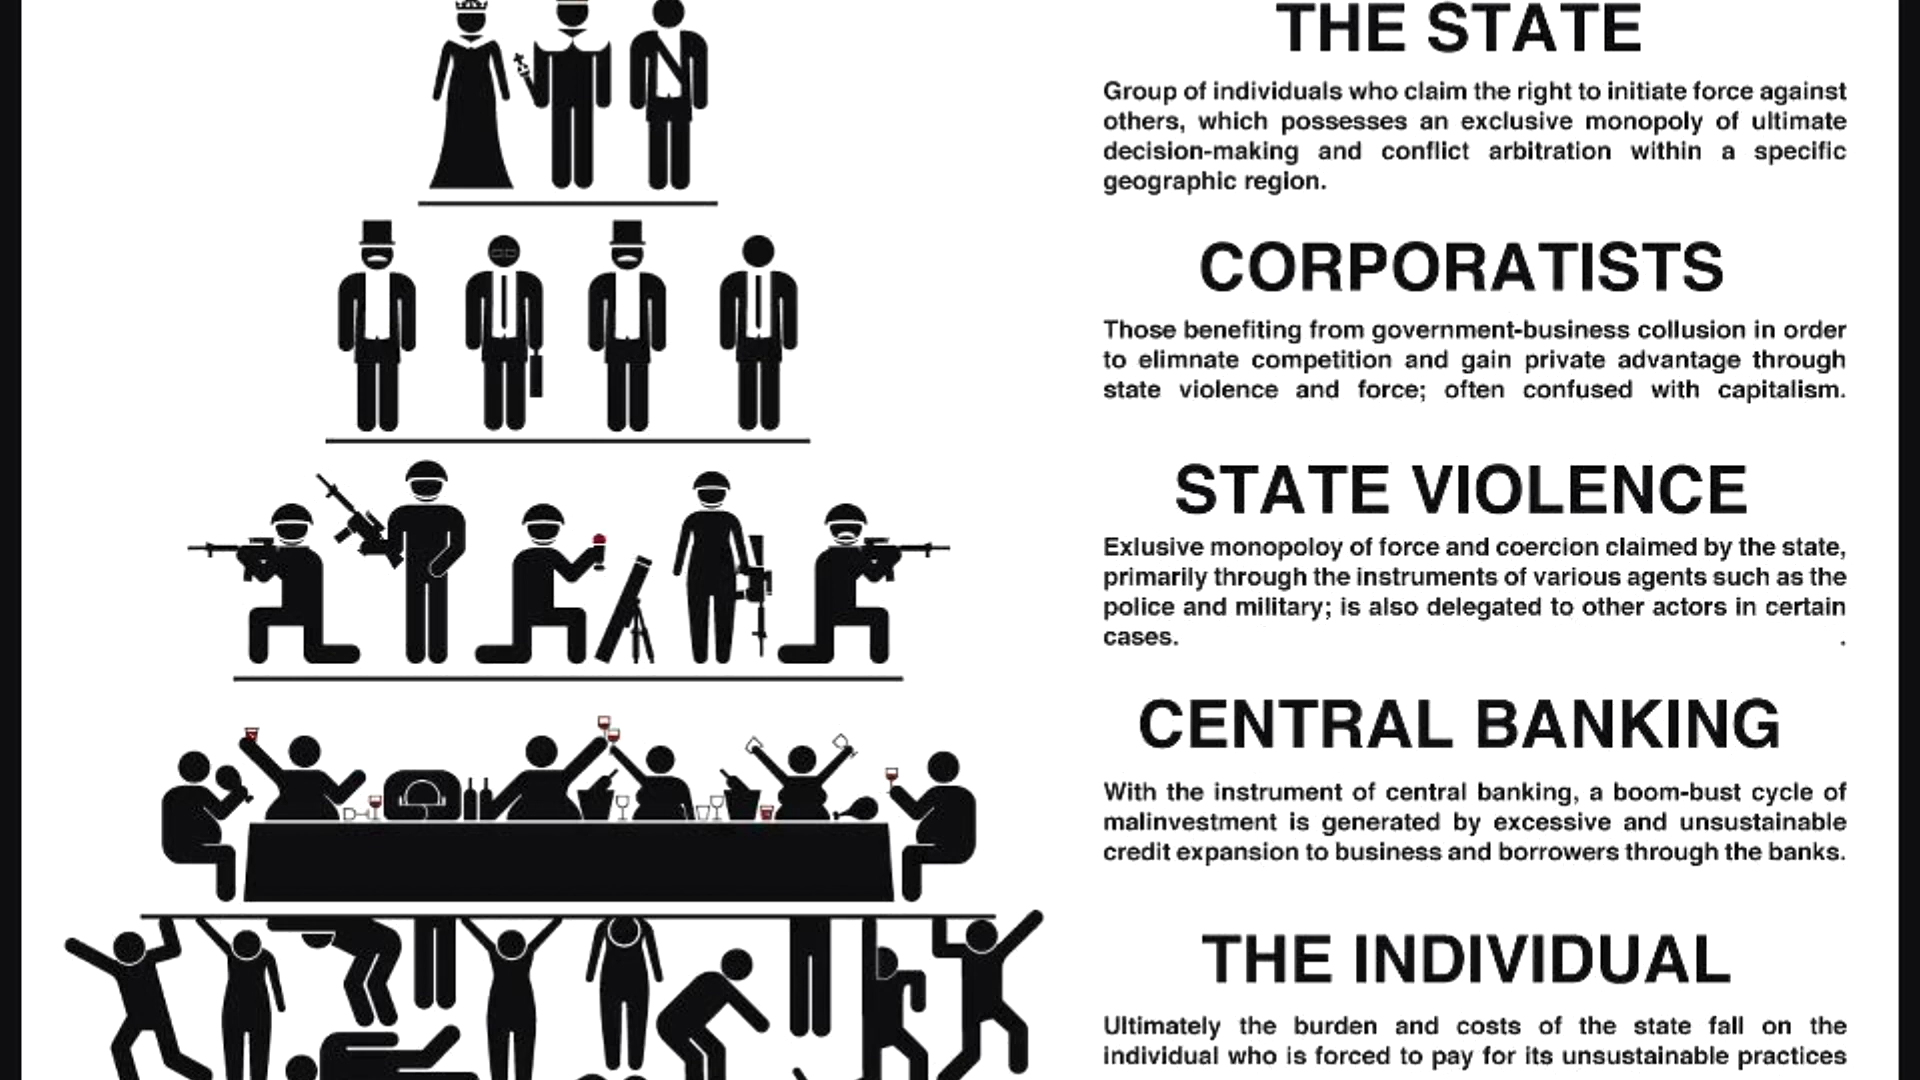 THE STATE
Group of individuals who claim the right to initiate force against
others, which possesses an exclusive monopoly of ultimate
decision-making and conflict arbitration within a specific
geographic region.
CORPORATISTS
Those benefiting from government-business collusion in order
to elimnate competition and gain private advantage through
state violence and force; often confused with capitalism.
STATE VIOLENCE
Exlusive monopoloy of force and coercion claimed by the state,
primarily through the instruments of various agents such as the
police and military; is also delegated to other actors in certain
cases. .
CENTRAL BANKING
With the instrument of central banking, a boom-bust cycle of
malinvestment is generated by excessive and unsustainable
credit expansion to business and borrowers through the banks.
THE INDIVIDUAL
Ultimately the burden and costs of the state fall on the
individual who is forced to pay for its unsustainable practices